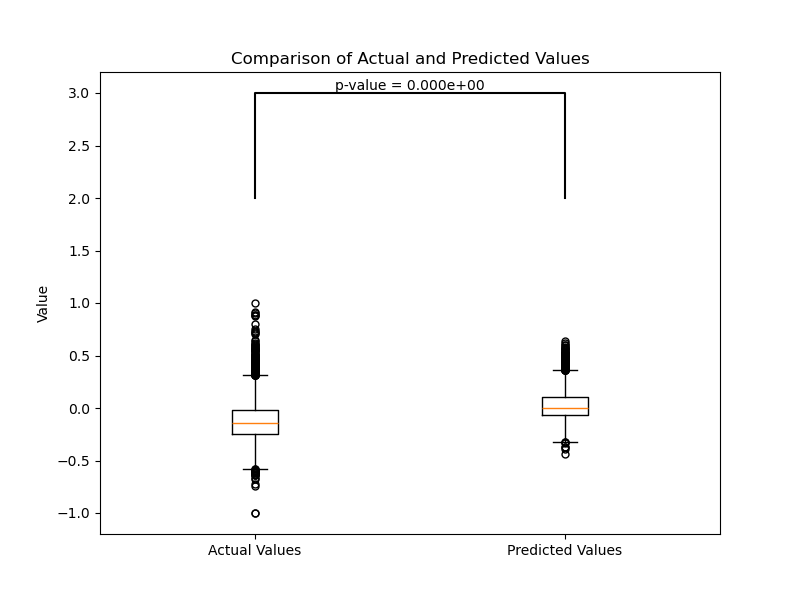 Comparison of Actual and Predicted Values
p-value = 0.000e+00
3.0
2.5
2.0
1.5
1.0
0.5
0.0
−0.5
−1.0
Value
Actual Values
Predicted Values